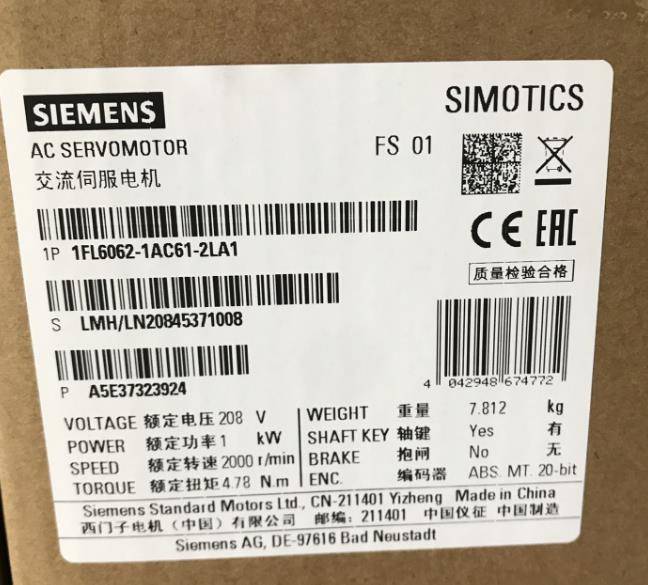 SIEMENS
SIMOTICS
AC SERVOMOTOR
FS 01
交流伺服电机
1P 1FL6062-1AC61-2LA1
CE EAC
质量检验合格
S LMH/LN20845371008
P A5E37323924
4 042948 674772
VOLTAGE 额定电压 208 V
POWER 额定功率 1 kW
SPEED 额定转速 2000 r/min
TORQUE 额定扭矩 4.78 N.m
WEIGHT 重量 7.812 kg
SHAFT KEY 轴键 Yes 有
BRAKE 抱闸 No 无
ENC. 编码器 ABS. MT. 20-bit
Siemens Standard Motors Ltd., CN-211401 Yizheng Made in China
西门子电机（中国）有限公司 邮编：211401 中国仪征 中国制造
Siemens AG, DE-97616 Bad Neustadt